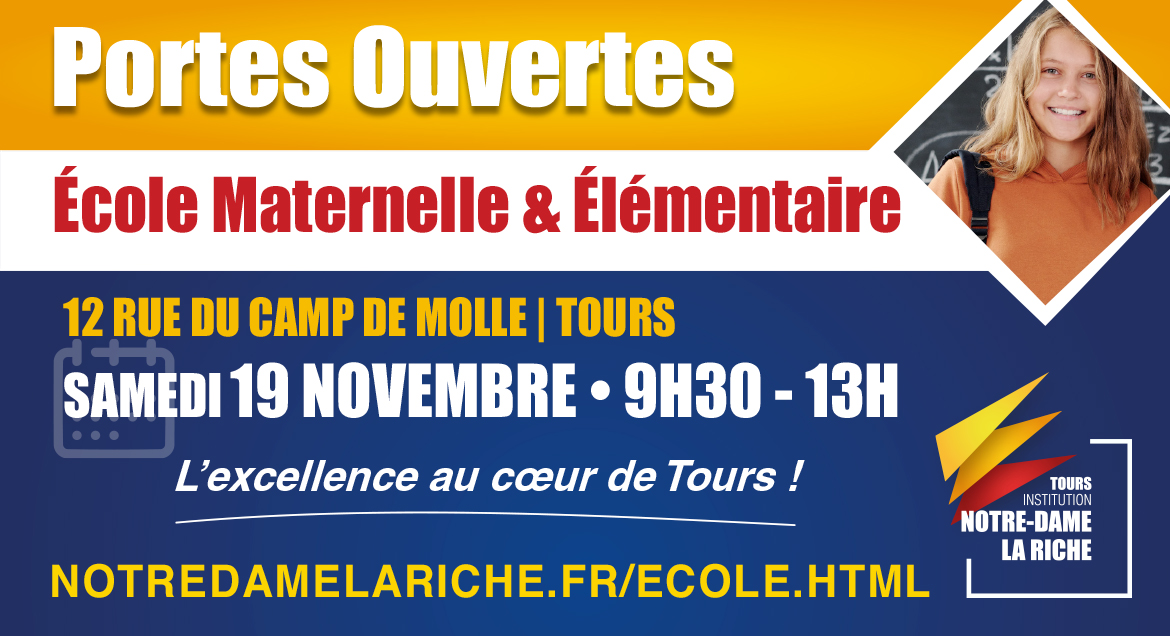 Portes Ouvertes
École Maternelle & Élémentaire
12 RUE DU CAMP DE MOLLE | TOURS
SAMEDI 19 NOVEMBRE • 9H30 - 13H
L'excellence au cœur de Tours !
TOURS
INSTITUTION
NOTRE-DAME
LA RICHE
NOTREDAMELARICHE.FR/ECOLE.HTML